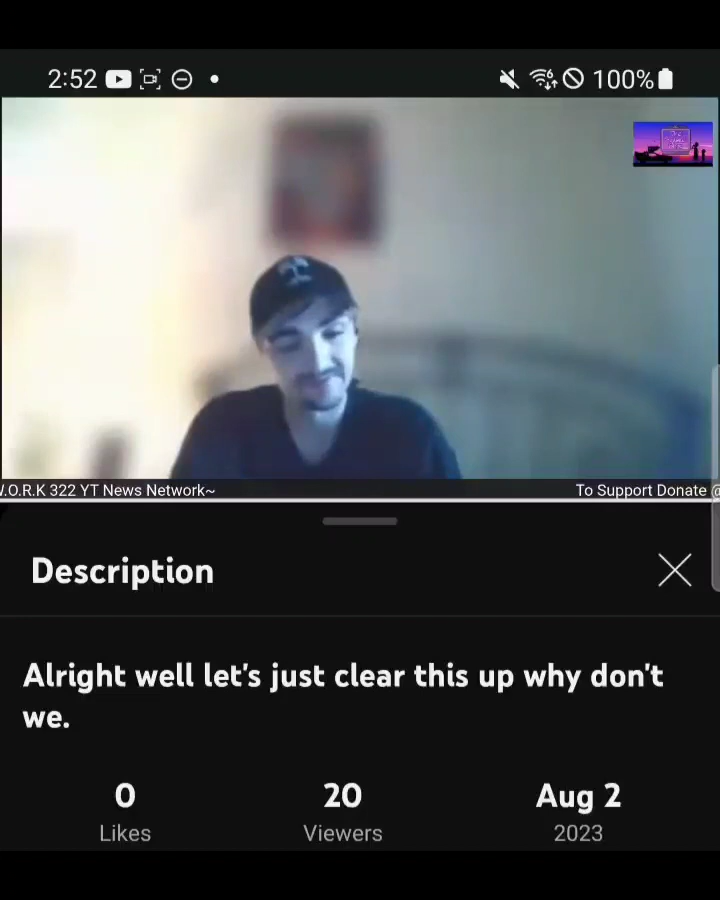 2:52
100%
.O.R.K 322 YT News Network~
To Support Donate @
Description
Alright well let's just clear this up why don't
we.
0
20
Aug 2
Likes
Viewers
2023